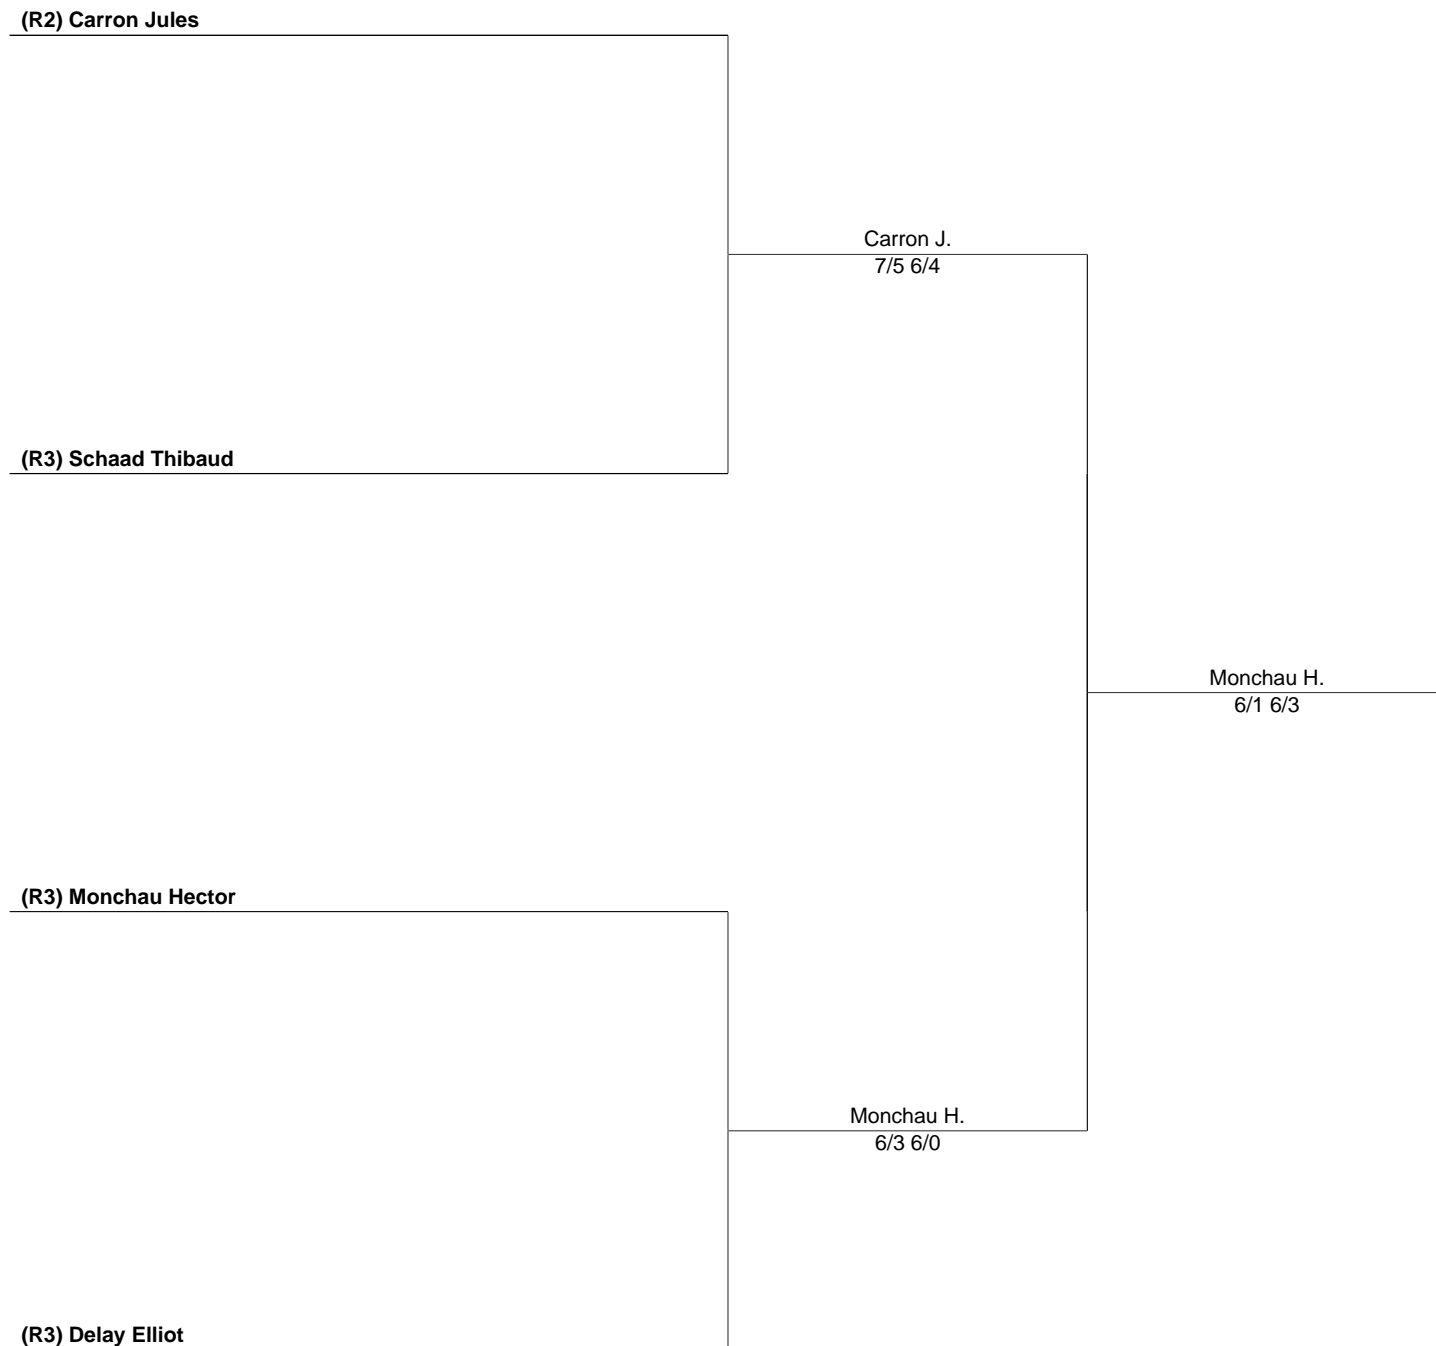 (R2) Carron Jules
Carron J.
7/5 6/4
(R3) Schaad Thibaud
Monchau H.
6/1 6/3
(R3) Monchau Hector
Monchau H.
6/3 6/0
(R3) Delay Elliot